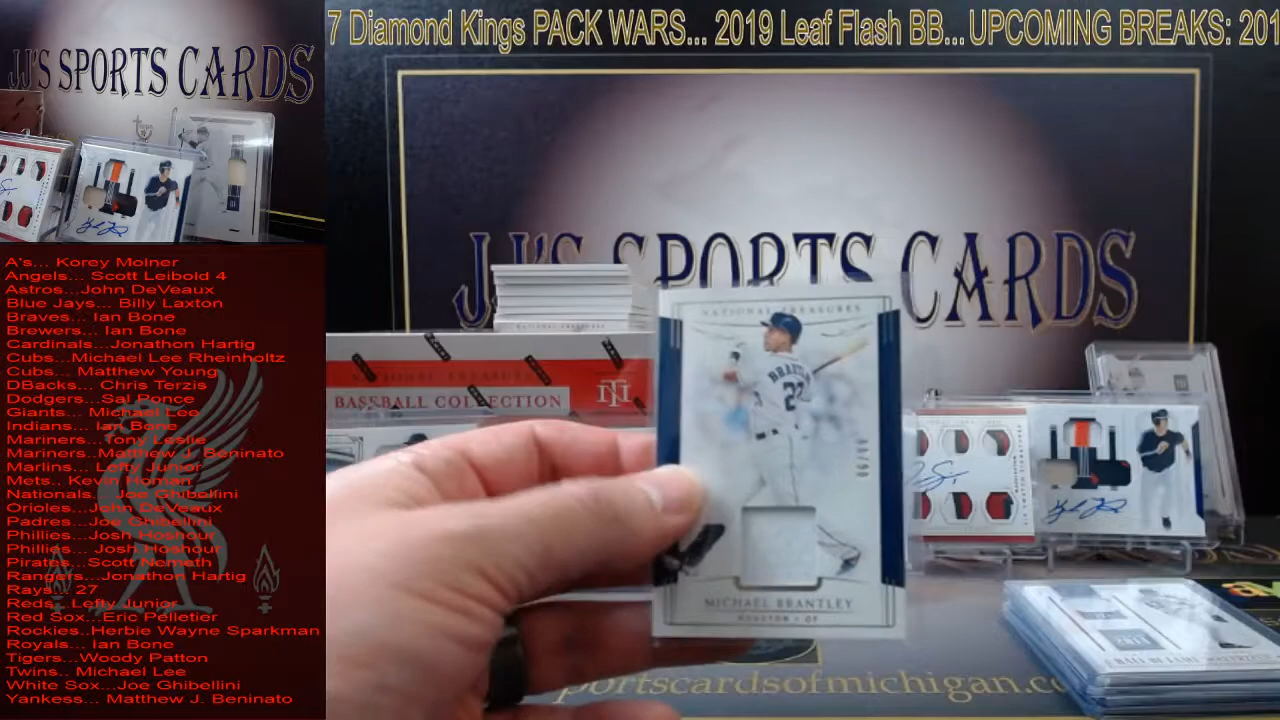 7 Diamond Kings PACK WARS... 2019 Leaf Flash BB... UPCOMING BREAKS: 201
JJ'S SPORTS CARDS
A's... Korey Molner
Angels... Scott Leibold 4
Astros... John DeVeaux
Blue Jays... Billy Laxton
Braves... Ian Bone
Brewers... Ian Bone
Cardinals...Jonathon Hartig
Cubs...Michael Lee Rheinholtz
Cubs... Matthew Young
DBacks... Chris Terzis
Dodgers...Sal Ponce
Giants... Michael Lee
Indians... Ian Bone
Mariners...Tony Leslie
Mariners..Matthew J. Beninato
Marlins... Lefty Junior
Mets.. Kevin Homan
Nationals... Joe Ghibellini
Orioles...John DeVeaux
Padres...Joe Ghibellini
Phillies... Josh Hoshour
Phillies... Josh Hoshour
Pirates...Scott Nemeth
Rangers...Jonathon Hartig
Rays... 27
Reds...Lefty Junior
Red Sox...Eric Pelletier
Rockies..Herbie Wayne Sparkman
Royals... Ian Bone
Tigers...Woody Patton
Twins.. Michael Lee
White Sox...Joe Ghibellini
Yankess... Matthew J. Beninato
JJ'S SPORTS CARDS
NATIONAL TREASURES
BASEBALL COLLECTION
NT
NATIONAL TREASURES
BRANTLEY
MICHAEL BRANTLEY
HOUSTON - OF
portscardsofmichigan.co